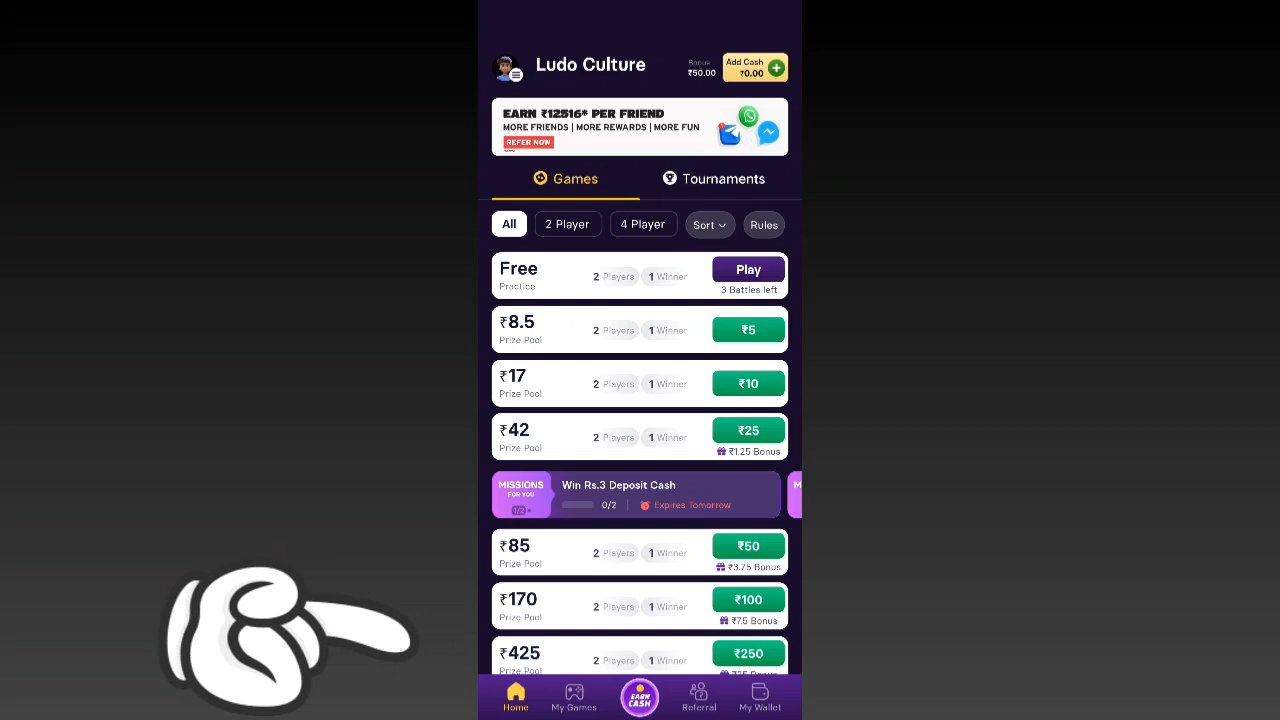 Ludo Culture
Bonus
₹50.00
Add Cash
₹0.00
EARN ₹12516* PER FRIEND
MORE FRIENDS | MORE REWARDS | MORE FUN
REFER NOW
Games
Tournaments
All
2 Player
4 Player
Sort
Rules
Free
Practice
2 Players
1 Winner
Play
3 Battles left
₹8.5
Prize Pool
2 Players
1 Winner
₹5
₹17
Prize Pool
2 Players
1 Winner
₹10
₹42
Prize Pool
2 Players
1 Winner
₹25
₹1.25 Bonus
MISSIONS
FOR YOU
1/2
Win Rs.3 Deposit Cash
0/2
Expires Tomorrow
M
₹85
Prize Pool
2 Players
1 Winner
₹50
₹3.75 Bonus
₹170
Prize Pool
2 Players
1 Winner
₹100
₹7.5 Bonus
₹425
Prize Pool
2 Players
1 Winner
₹250
Home
My Games
EARN
CASH
Referral
My Wallet